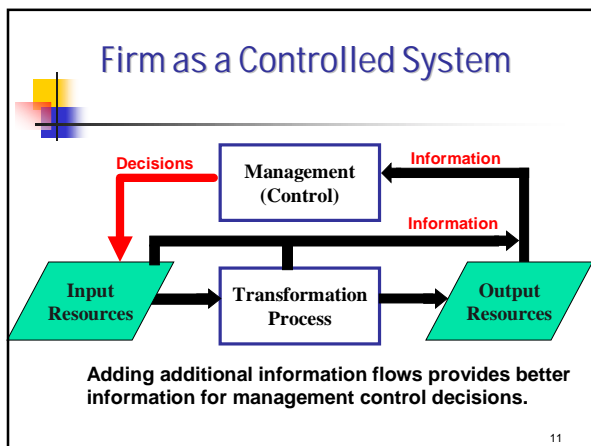 Firm as a Controlled System
Decisions
Management
(Control)
Information
Information
Input
Resources
Transformation
Process
Output
Resources
Adding additional information flows provides better
information for management control decisions.
11